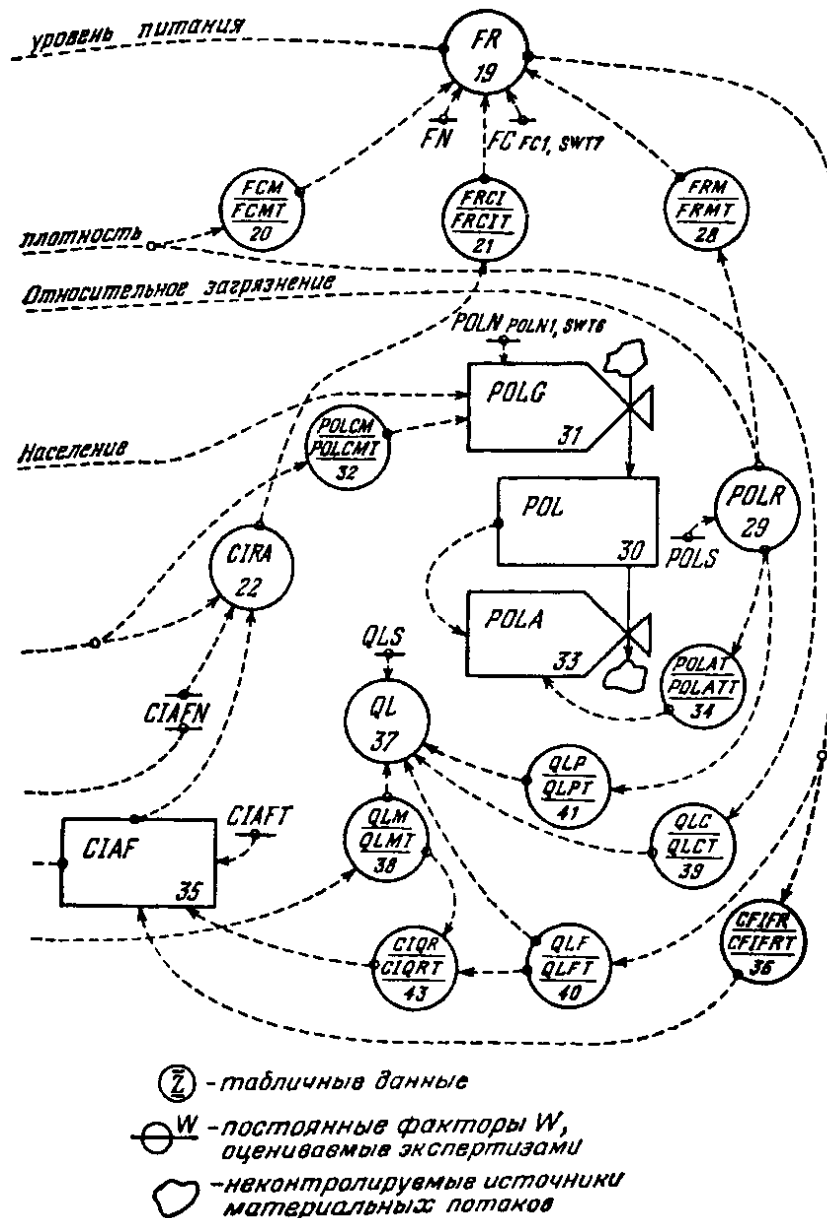 уровень питания
FR
19
FN
FC FC1, SWT7
FCM
FCMT
20
FRCI
FRCIT
21
FRM
FRMT
28
плотность
Относительное загрязнение
POLN POLN1, SWT6
POLG
31
POLCM
POLCMT
32
Население
POL
30
POLR
29
POLS
CIRA
22
POLA
33
QLS
POLAT
POLATT
34
CIAFN
QL
37
QLP
QLPT
41
CIAFT
CIAF
35
QLM
QLMT
38
QLC
QLCT
39
CIQR
CIQRT
43
QLF
QLFT
40
CFIFR
CFIFRT
36
Z - табличные данные
W - постоянные факторы W,
оцениваемые экспертизами
- неконтролируемые источники
материальных потоков